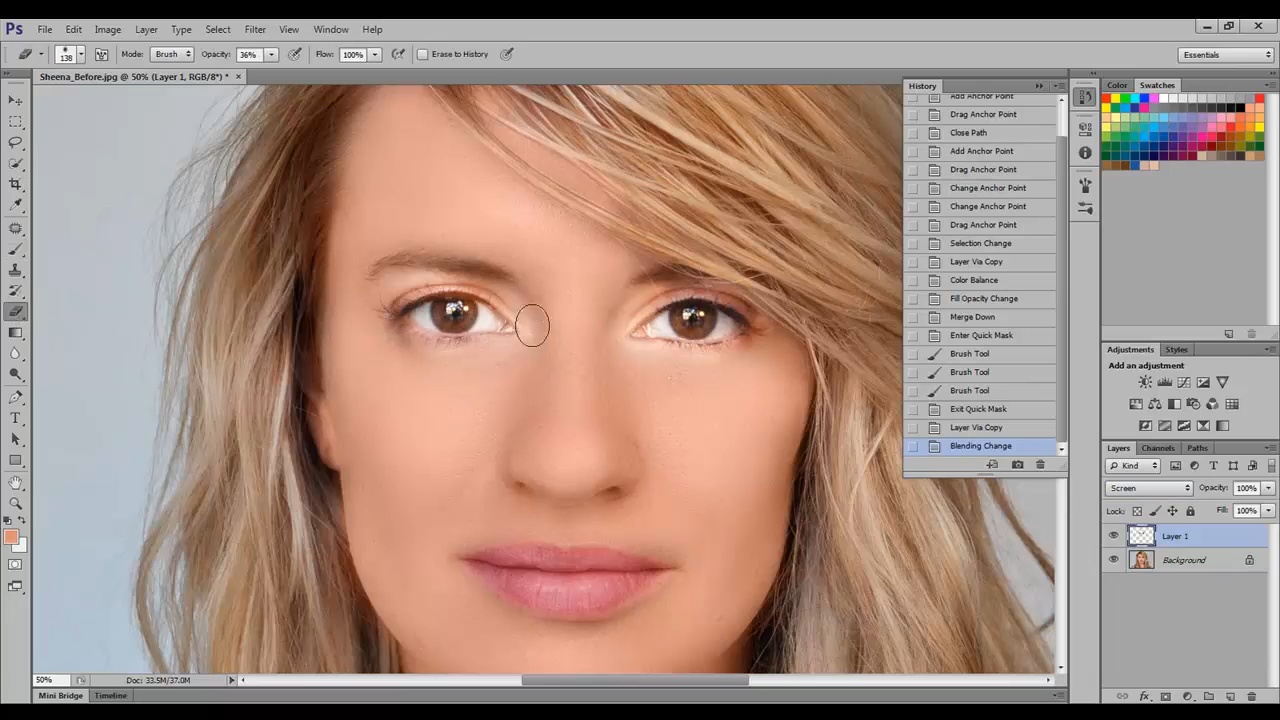 Ps File Edit Image Layer Type Select Filter View Window Help
138 Mode: Brush Opacity: 36% Flow: 100% Erase to History Essentials
Sheena_Before.jpg @ 50% (Layer 1, RGB/8*) * ×
History
Add Anchor Point
Drag Anchor Point
Close Path
Add Anchor Point
Drag Anchor Point
Change Anchor Point
Change Anchor Point
Drag Anchor Point
Selection Change
Layer Via Copy
Color Balance
Fill Opacity Change
Merge Down
Enter Quick Mask
Brush Tool
Brush Tool
Brush Tool
Exit Quick Mask
Layer Via Copy
Blending Change
Color Swatches
Adjustments Styles
Add an adjustment
Layers Channels Paths
Kind
Screen Opacity: 100%
Lock: Fill: 100%
Layer 1
Background
50% Doc: 33.5M/37.0M
Mini Bridge Timeline